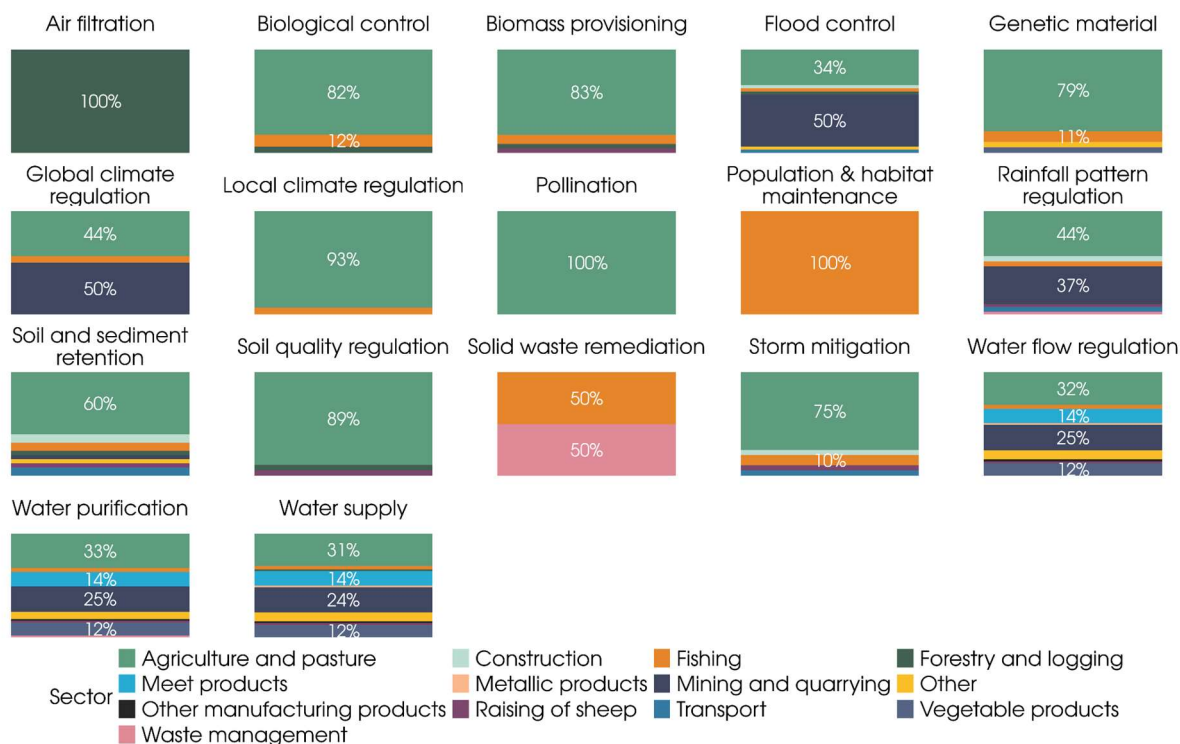 Air filtration
Biological control
Biomass provisioning
Flood control
Genetic material
100%
82%
12%
83%
34%
50%
79%
11%
Global climate
regulation
Local climate regulation
Pollination
Population & habitat
maintenance
Rainfall pattern
regulation
44%
50%
93%
100%
100%
44%
37%
Soil and sediment
retention
Soil quality regulation
Solid waste remediation
Storm mitigation
Water flow regulation
60%
89%
50%
50%
75%
10%
32%
14%
25%
12%
Water purification
Water supply
33%
14%
25%
12%
31%
14%
24%
12%
Sector
Agriculture and pasture
Construction
Fishing
Forestry and logging
Meet products
Metallic products
Mining and quarrying
Other
Other manufacturing products
Raising of sheep
Transport
Vegetable products
Waste management